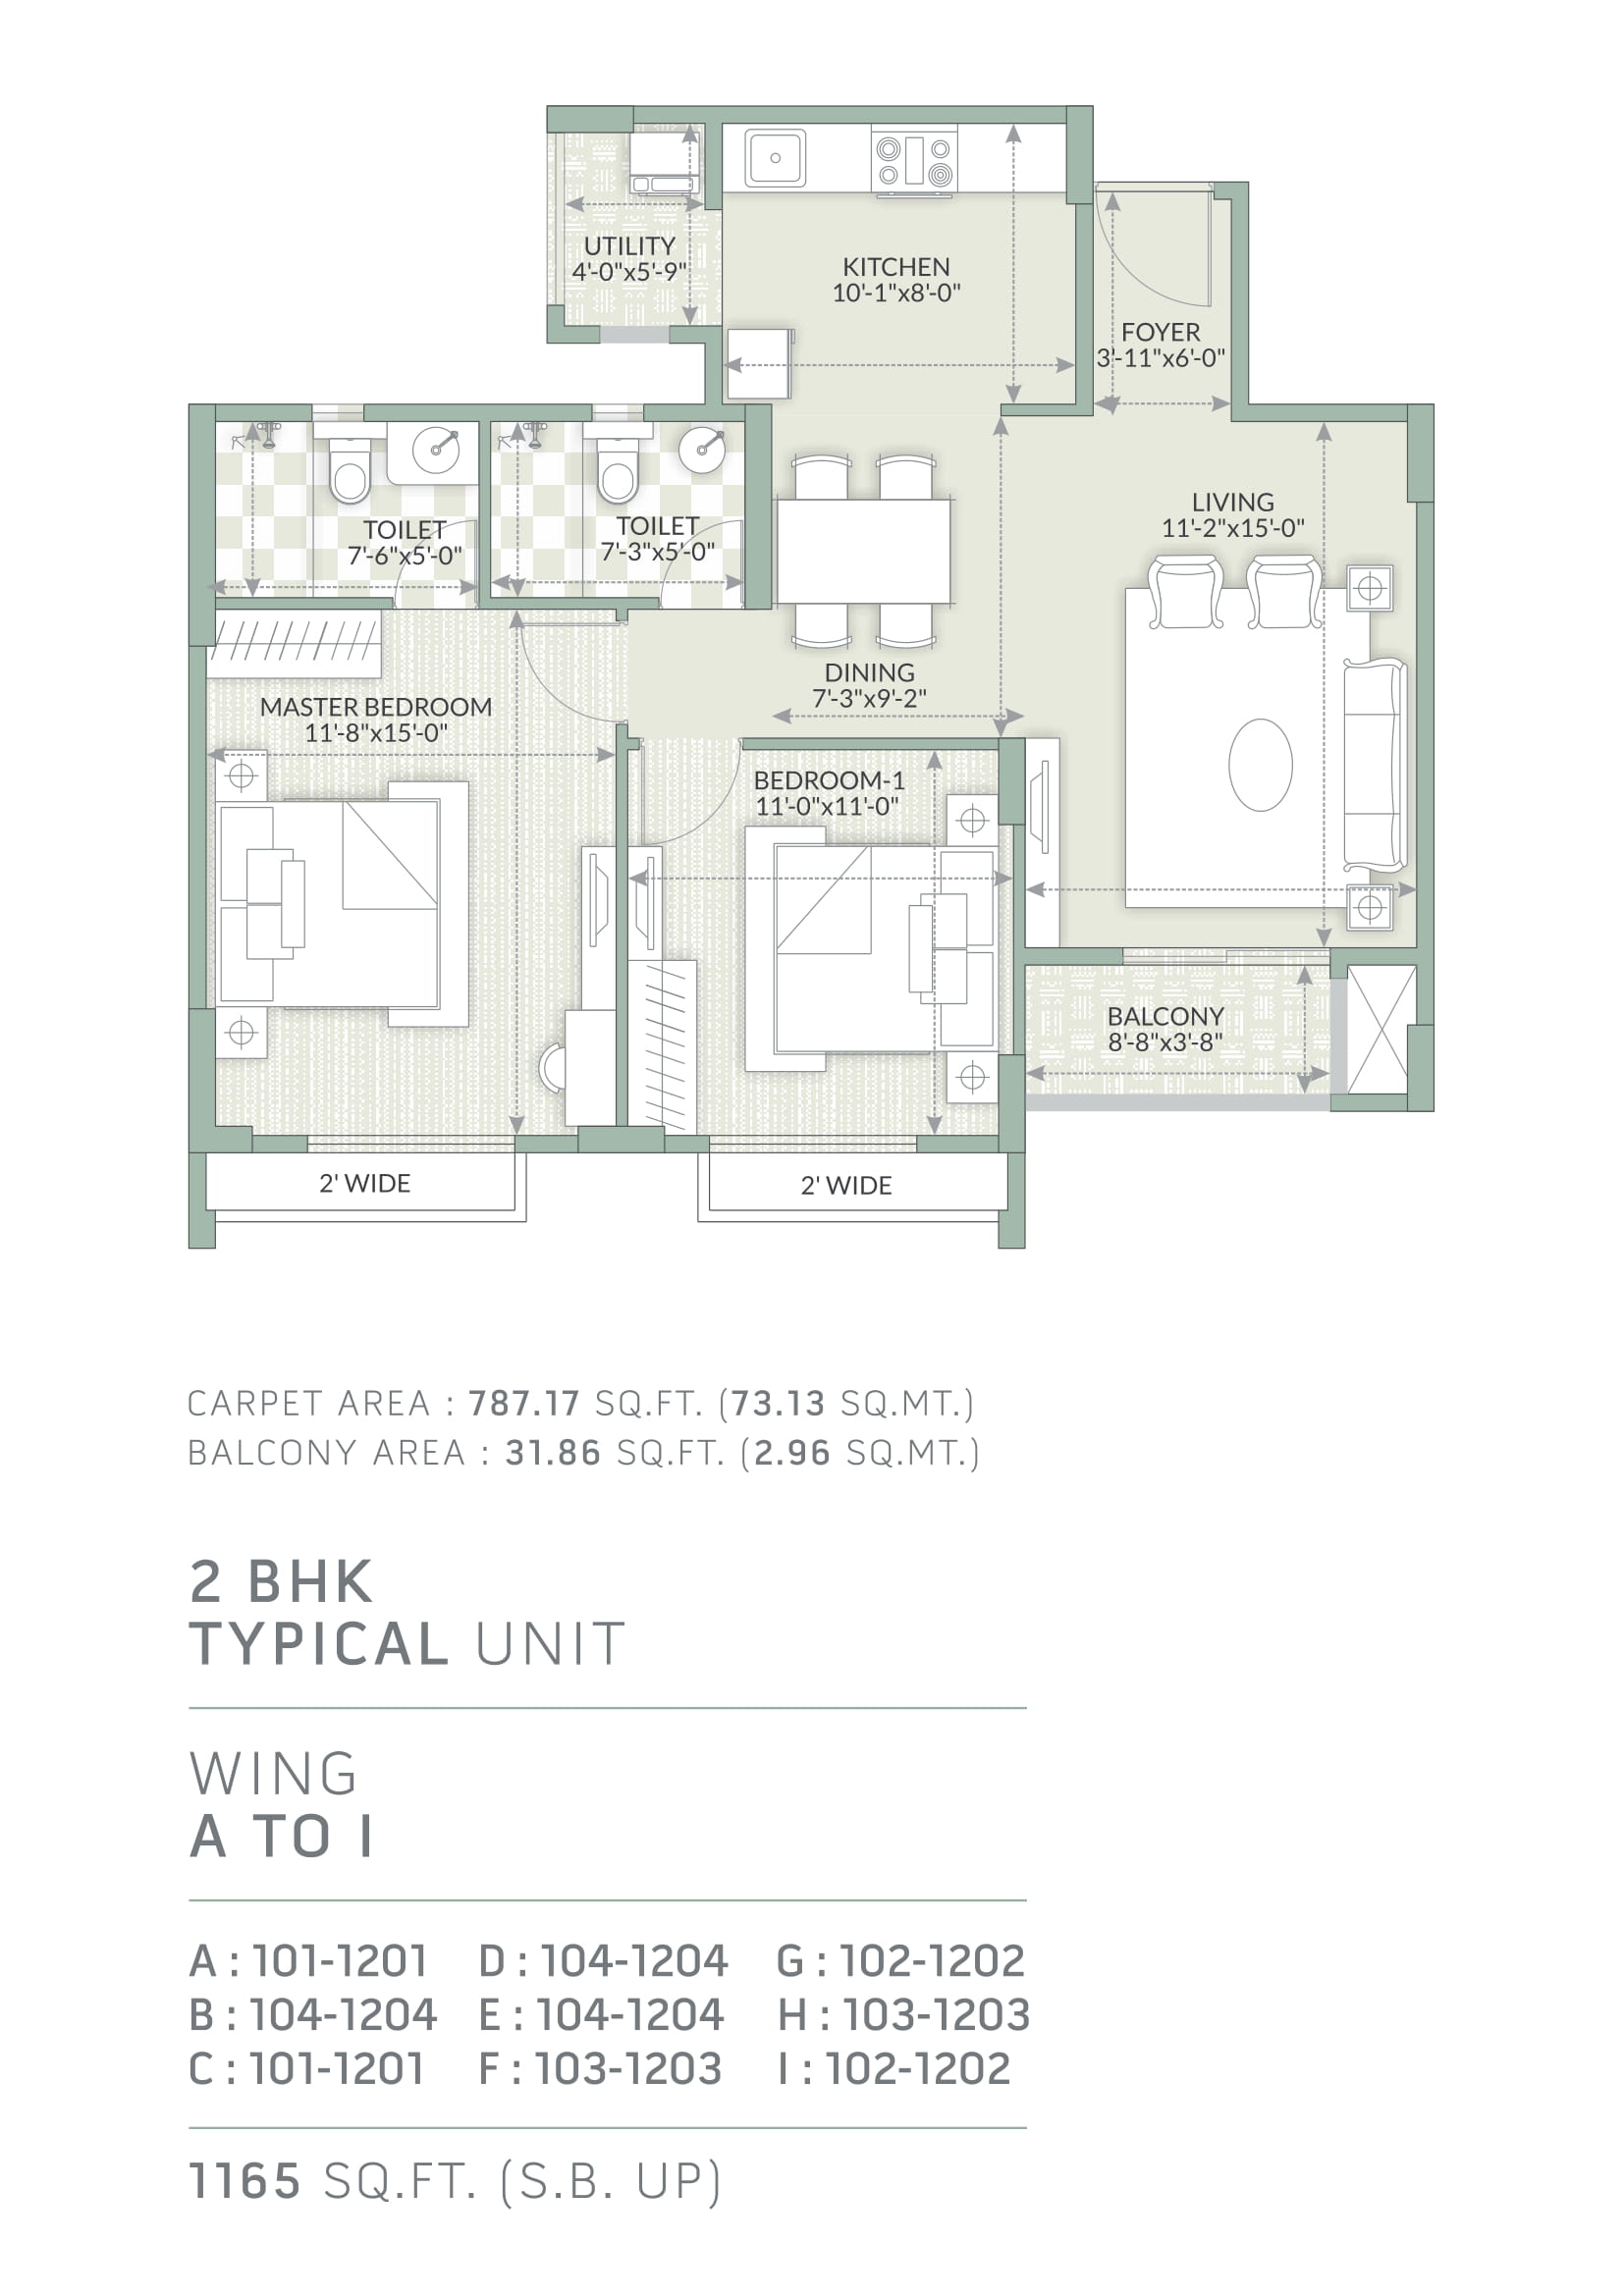 UTILITY
4'-0"x5'-9"
KITCHEN
10'-1"x8'-0"
FOYER
3'-11"x6'-0"
TOILET
7'-6"x5'-0"
TOILET
7'-3"x5'-0"
LIVING
11'-2"x15'-0"
DINING
7'-3"x9'-2"
MASTER BEDROOM
11'-8"x15'-0"
BEDROOM-1
11'-0"x11'-0"
BALCONY
8'-8"x3'-8"
2' WIDE
2' WIDE
CARPET AREA : 787.17 SQ.FT. (73.13 SQ.MT.)
BALCONY AREA : 31.86 SQ.FT. (2.96 SQ.MT.)
2 BHK
TYPICAL UNIT
WING
A TO I
A : 101-1201 D : 104-1204 G : 102-1202
B : 104-1204 E : 104-1204 H : 103-1203
C : 101-1201 F : 103-1203 I : 102-1202
1165 SQ.FT. (S.B. UP)